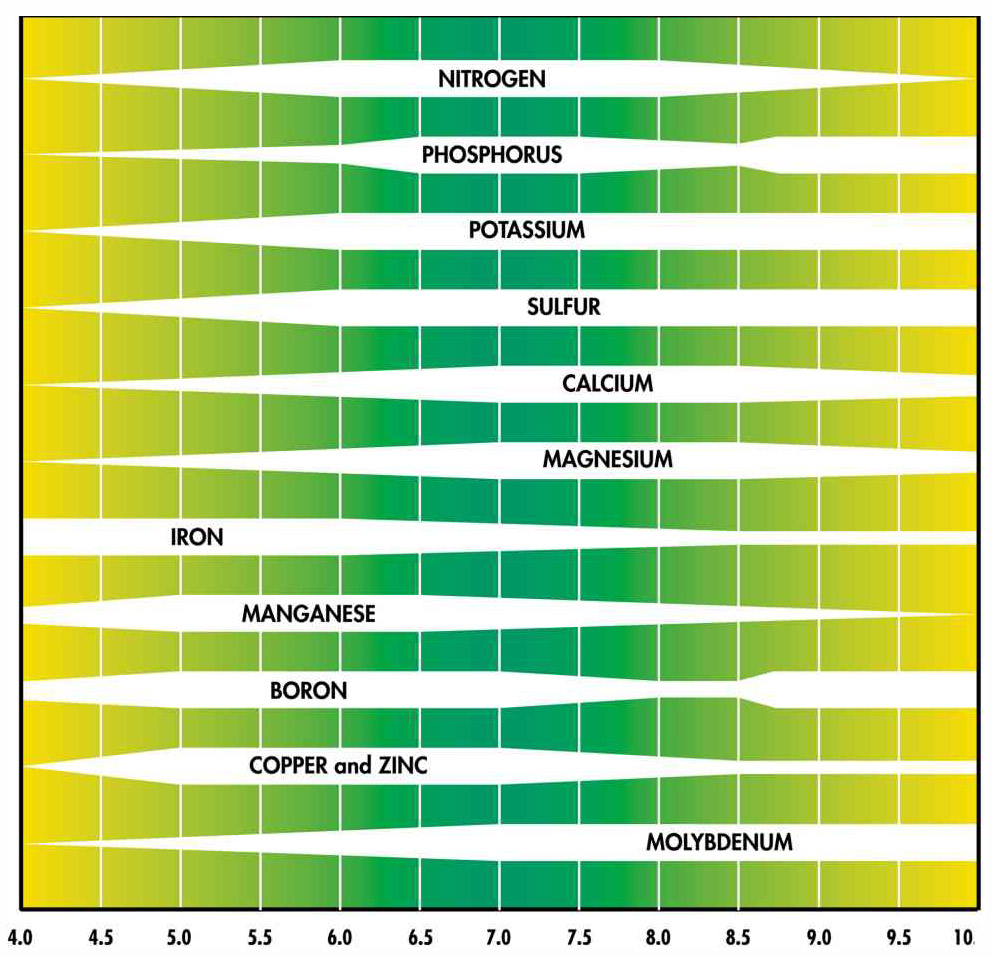 NITROGEN
PHOSPHORUS
POTASSIUM
SULFUR
CALCIUM
MAGNESIUM
IRON
MANGANESE
BORON
COPPER and ZINC
MOLYBDENUM
4.0 4.5 5.0 5.5 6.0 6.5 7.0 7.5 8.0 8.5 9.0 9.5 10.